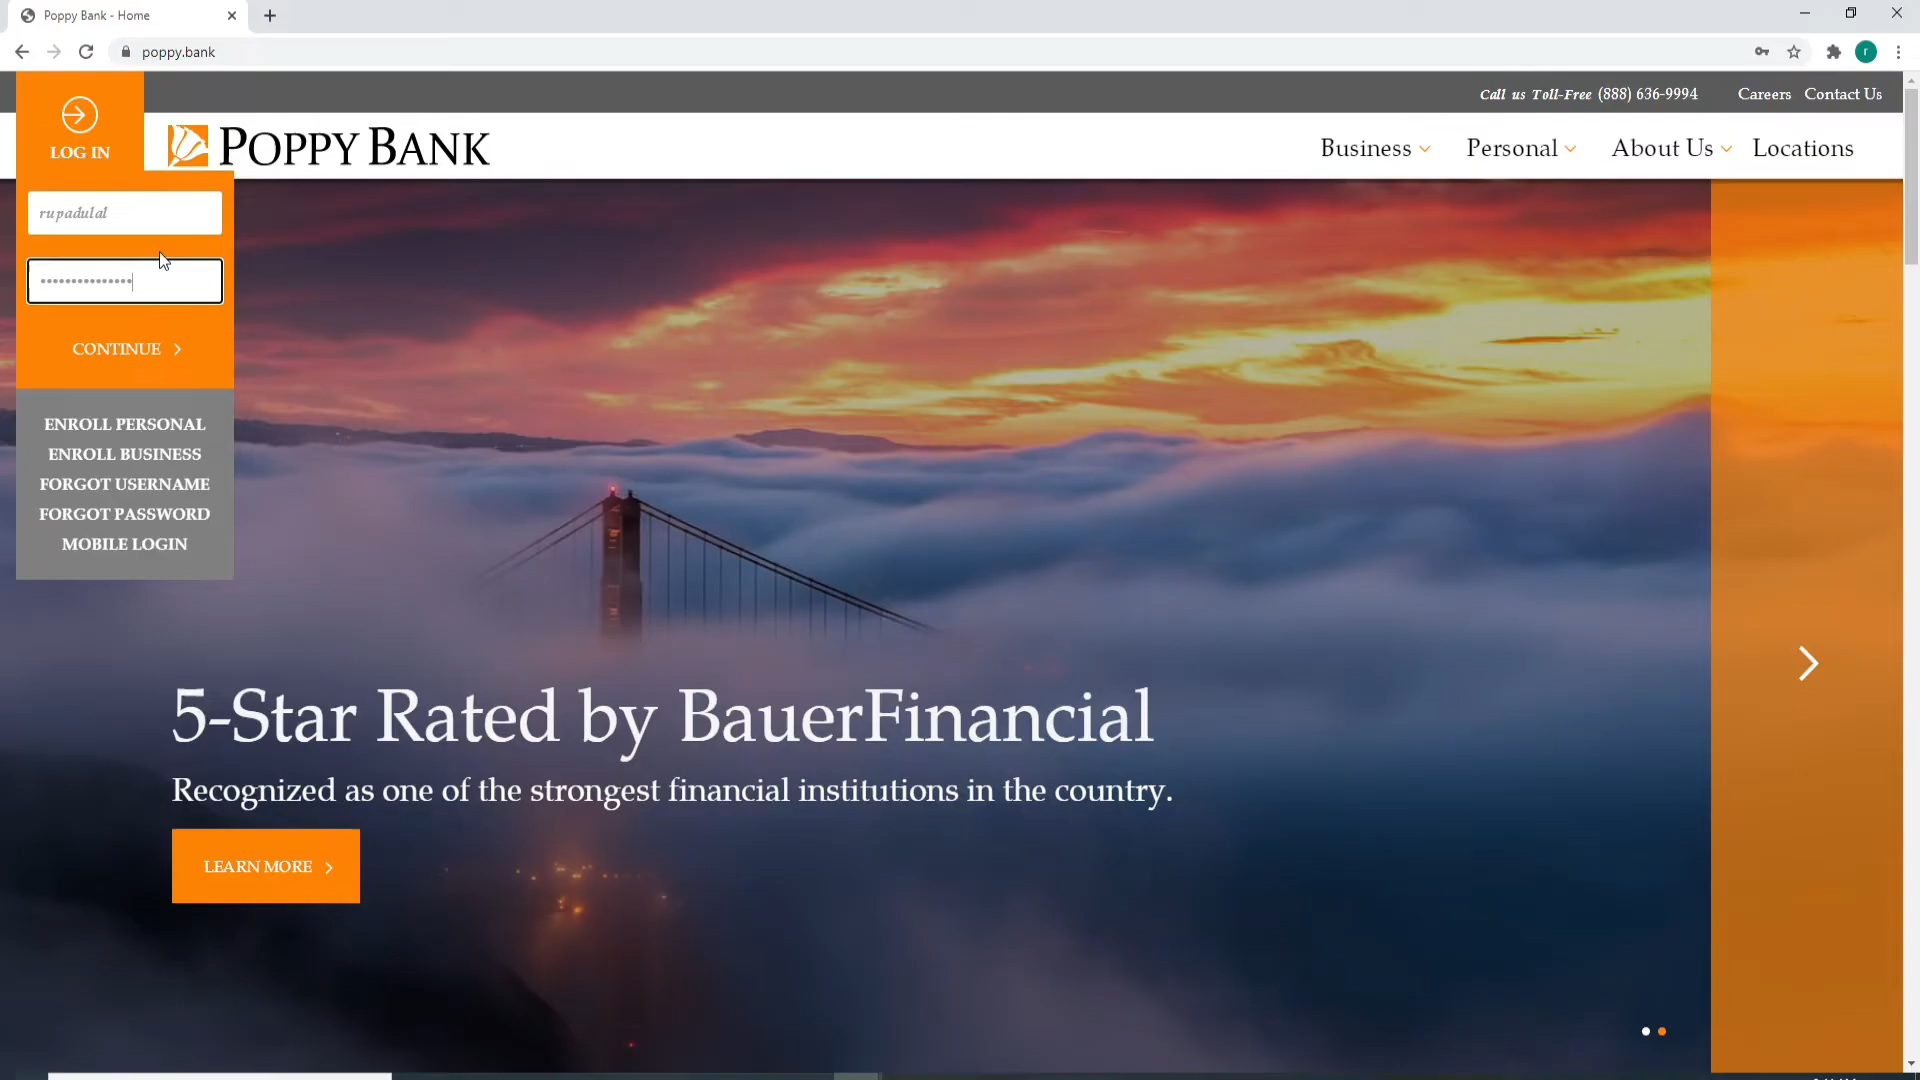 Poppy Bank - Home
poppy.bank
r
Call us Toll-Free (888) 636-9994 Careers Contact Us
LOG IN
POPPY BANK
Business Personal About Us Locations
rupadulal
CONTINUE
ENROLL PERSONAL
ENROLL BUSINESS
FORGOT USERNAME
FORGOT PASSWORD
MOBILE LOGIN
5-Star Rated by BauerFinancial
Recognized as one of the strongest financial institutions in the country.
LEARN MORE